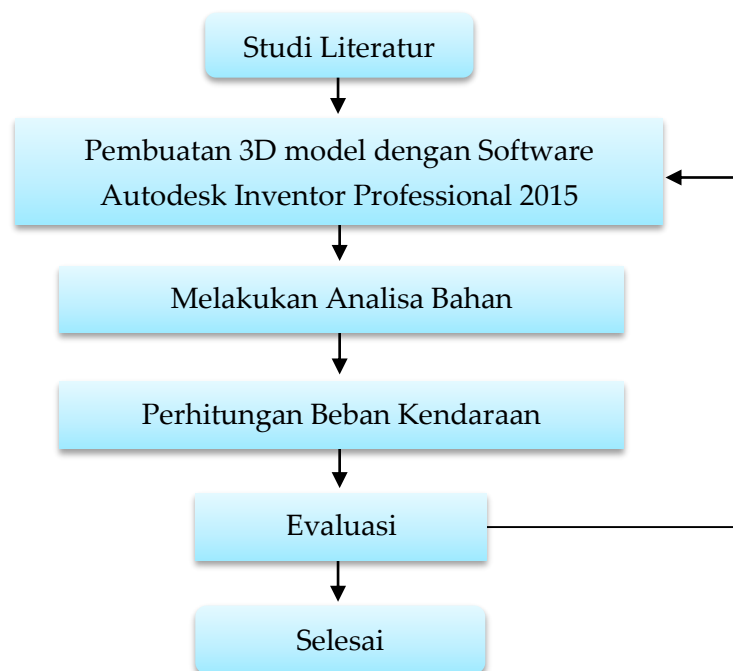 Studi Literatur
Pembuatan 3D model dengan Software
Autodesk Inventor Professional 2015
Melakukan Analisa Bahan
Perhitungan Beban Kendaraan
Evaluasi
Selesai